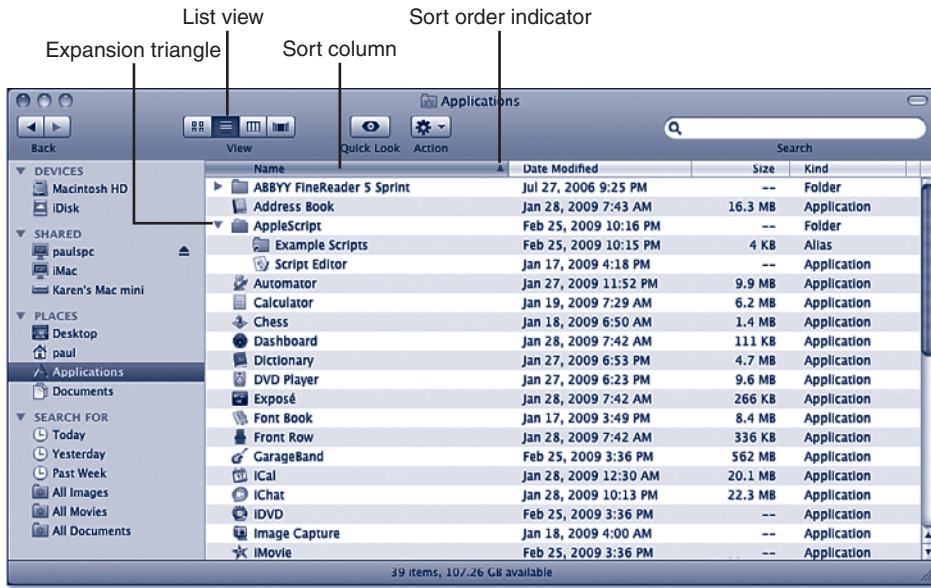 List view
Sort order indicator
Expansion triangle
Sort column
Applications
Back
View
Quick Look
Action
Search
DEVICES
Macintosh HD
iDisk
SHARED
paulspc
iMac
Karen's Mac mini
PLACES
Desktop
paul
Applications
Documents
SEARCH FOR
Today
Yesterday
Past Week
All Images
All Movies
All Documents
Name Date Modified Size Kind
ABBYY FineReader 5 Sprint Jul 27, 2006 9:25 PM -- Folder
Address Book Jan 28, 2009 7:43 AM 16.3 MB Application
AppleScript Feb 25, 2009 10:16 PM -- Folder
Example Scripts Feb 25, 2009 10:15 PM 4 KB Alias
Script Editor Jan 17, 2009 4:18 PM -- Application
Automator Jan 27, 2009 11:52 PM 9.9 MB Application
Calculator Jan 19, 2009 7:29 AM 6.2 MB Application
Chess Jan 18, 2009 6:50 AM 1.4 MB Application
Dashboard Jan 28, 2009 7:42 AM 111 KB Application
Dictionary Jan 27, 2009 6:53 PM 4.7 MB Application
DVD Player Jan 27, 2009 6:23 PM 9.6 MB Application
Exposé Jan 28, 2009 7:42 AM 266 KB Application
Font Book Jan 17, 2009 3:49 PM 8.4 MB Application
Front Row Jan 28, 2009 7:42 AM 336 KB Application
GarageBand Feb 25, 2009 3:36 PM 562 MB Application
iCal Jan 28, 2009 12:30 AM 20.1 MB Application
iChat Jan 28, 2009 10:13 PM 22.3 MB Application
iDVD Feb 25, 2009 3:36 PM -- Application
Image Capture Jan 18, 2009 4:00 AM -- Application
iMovie Feb 25, 2009 3:36 PM -- Application
39 items, 107.26 GB available